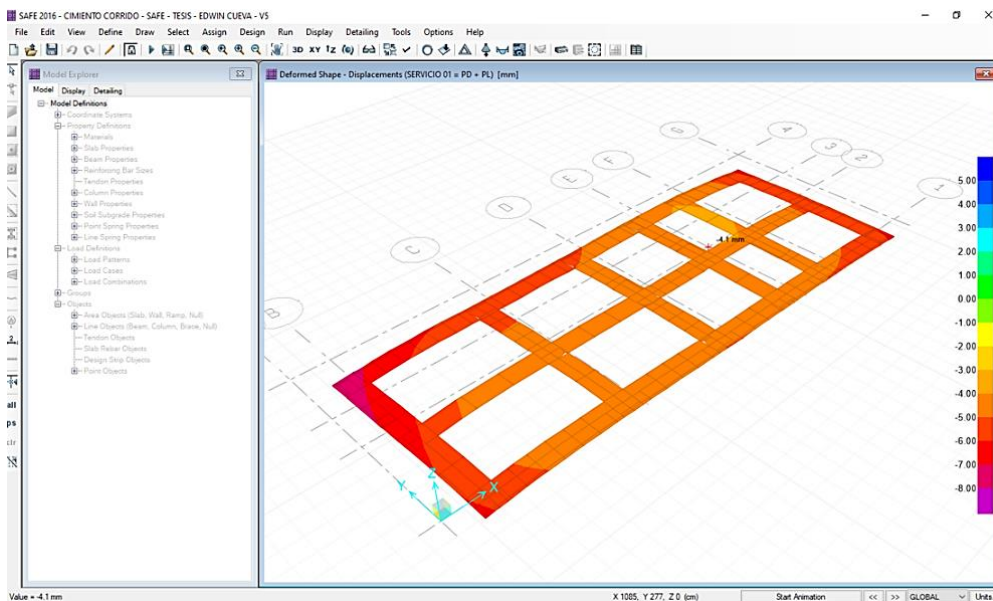 SAFE 2016 - CIMIENTO CORRIDO - SAFE - TESIS - EDWIN CUEVA - V5
File Edit View Define Draw Select Assign Design Run Display Detailing Tools Options Help
3D XY
Model Explorer
Model Display Detailing
Model Definitions
Coordinate Systems
Property Definitions
Materials
Slab Properties
Beam Properties
Reinforcing Bar Sizes
Tendon Properties
Column Properties
Wall Properties
Soil Subgrade Properties
Point Spring Properties
Line Spring Properties
Load Definitions
Load Patterns
Load Cases
Load Combinations
Groups
Objects
Area Objects (Slab, Wall, Ramp, Null)
Line Objects (Beam, Column, Brace, Null)
Tendon Objects
Slab Rebar Objects
Design Strip Objects
Point Objects
all
ps
clr
Deformed Shape - Displacements (SERVICIO 01 = PD + PL) [mm]
G
F
E
D
C
B
4
3
2
1
-4.1 mm
X
Y
Z
5.00
4.00
3.00
2.00
1.00
0.00
-1.00
-2.00
-3.00
-4.00
-5.00
-6.00
-7.00
-8.00
Value = -4.1 mm
X 1085, Y 277, Z 0 (cm)
Start Animation << >> GLOBAL Units